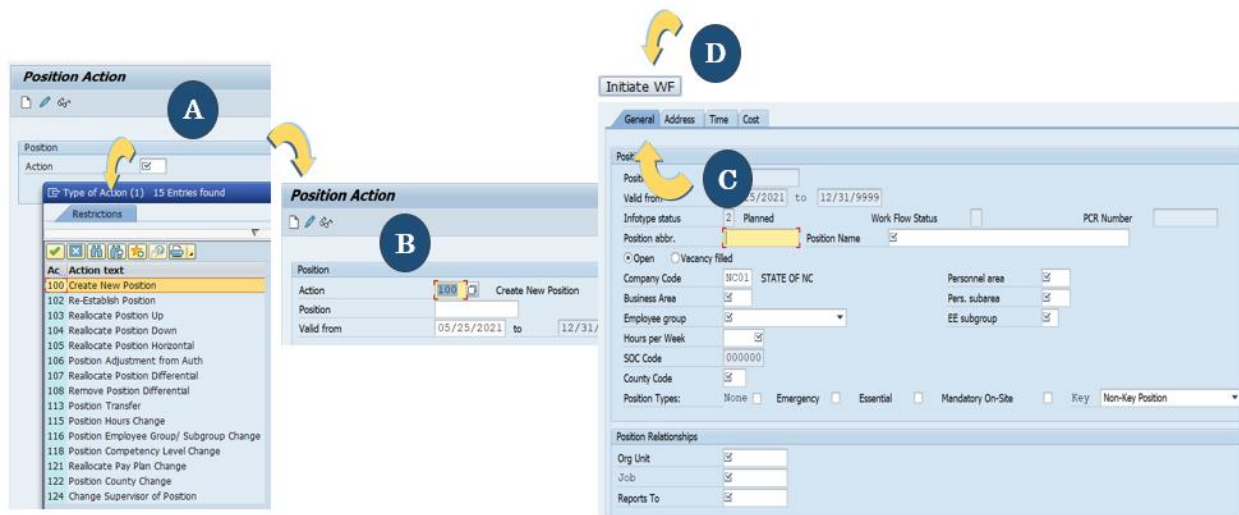 Position Action
A
Position
Action
Type of Action (1) 15 Entries found
Restrictions
Ac. Action text
100 Create New Position
102 Re-Establish Position
103 Reallocate Position Up
104 Reallocate Position Down
105 Reallocate Position Horizontal
106 Position Adjustment from Auth
107 Reallocate Position Differential
108 Remove Position Differential
113 Position Transfer
115 Position Hours Change
116 Position Employee Group/ Subgroup Change
118 Position Competency Level Change
121 Reallocate Pay Plan Change
122 Position County Change
124 Change Supervisor of Position
Position Action
B
Position
Action 100 Create New Position
Position
Valid from 05/25/2021 to 12/31/
D
Initiate WF
General Address Time Cost
C
Valid from 5/2021 to 12/31/9999
Infotype status 2 Planned Work Flow Status PCR Number
Position abbr. Position Name
Open Vacancy filled
Company Code NC01 STATE OF NC Personnel area
Business Area Pers. subarea
Employee group EE subgroup
Hours per Week
SOC Code 000000
County Code
Position Types: None Emergency Essential Mandatory On-Site Key Non-Key Position
Position Relationships
Org Unit
Job
Reports To